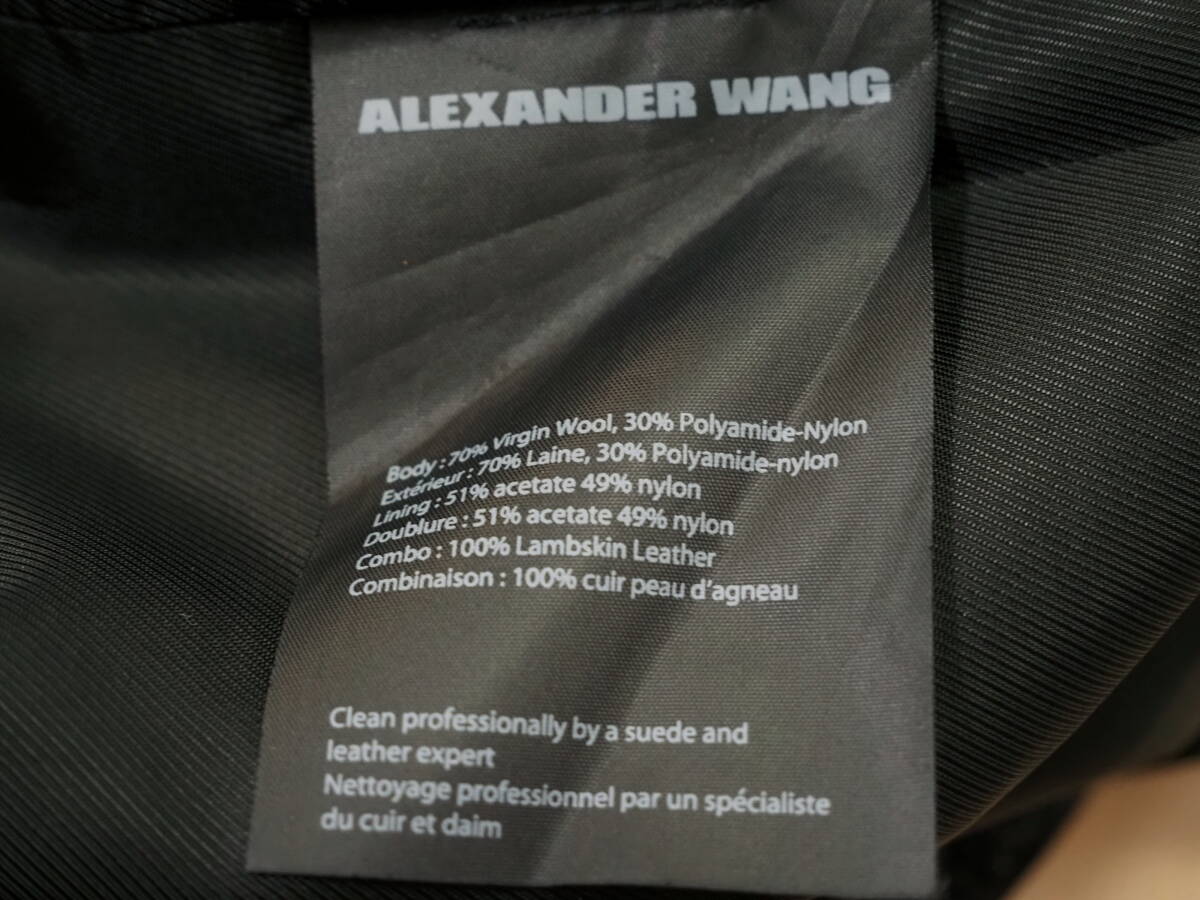 ALEXANDER WANG
Body : 70% Virgin Wool, 30% Polyamide-Nylon
Extérieur : 70% Laine, 30% Polyamide-nylon
Lining : 51% acetate 49% nylon
Doublure : 51% acetate 49% nylon
Combo : 100% Lambskin Leather
Combinaison : 100% cuir peau d'agneau
Clean professionally by a suede and
leather expert
Nettoyage professionnel par un spécialiste
du cuir et daim